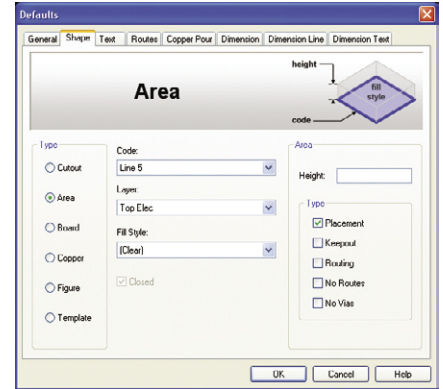 Defaults
General Shape Text Routes Copper Pour Dimension Dimension Line Dimension Text
Area
height
fill style
code
Type
Cutout
Area
Board
Copper
Figure
Template
Code:
Line 5
Layer:
Top Elec
Fill Style:
(Clear)
Closed
Area
Height:
Type
Placement
Keepout
Routing
No Routes
No Vias
OK Cancel Help